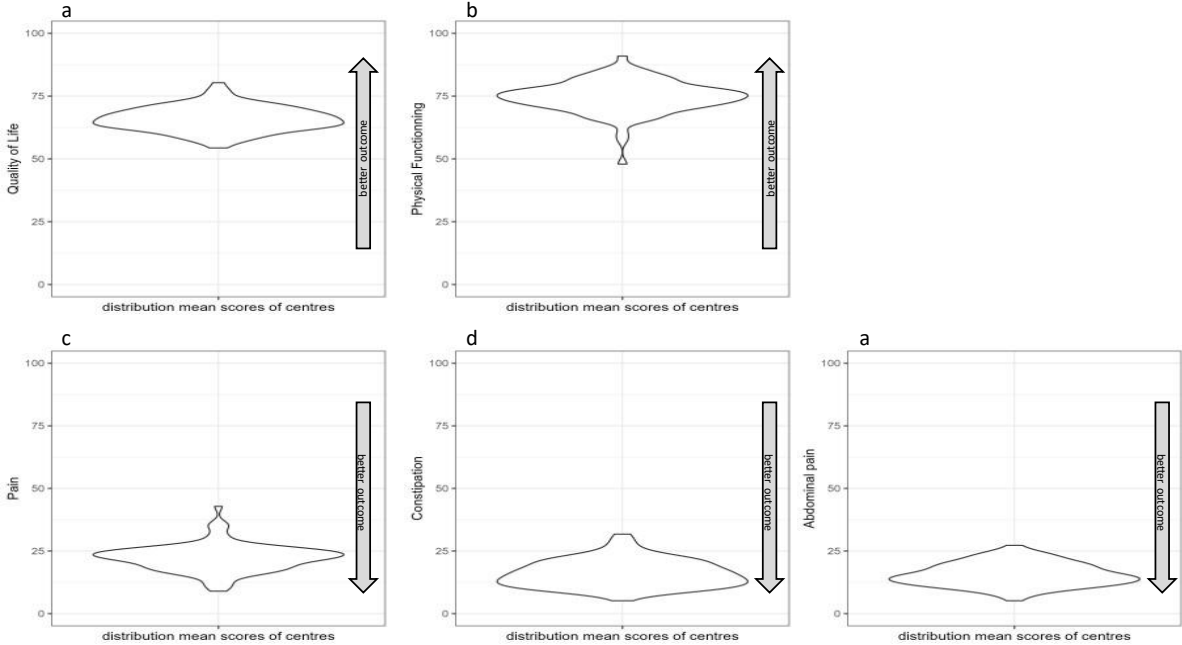 a
100
75
50
25
0
Quality of Life
better outcome
distribution mean scores of centres
b
100
75
50
25
0
Physical Functionning
better outcome
distribution mean scores of centres
c
100
75
50
25
0
Pain
better outcome
distribution mean scores of centres
d
100
75
50
25
0
Constipation
better outcome
distribution mean scores of centres
a
100
75
50
25
0
Abdominal pain
better outcome
distribution mean scores of centres